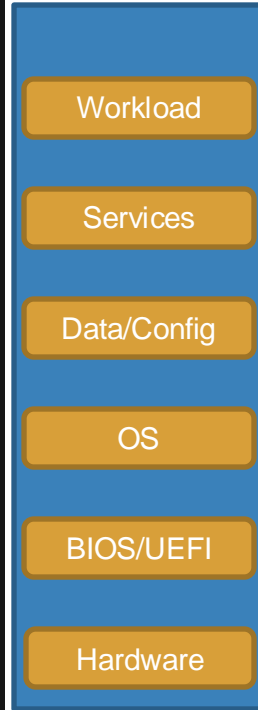 Workload
Services
Data/Config
OS
BIOS/UEFI
Hardware